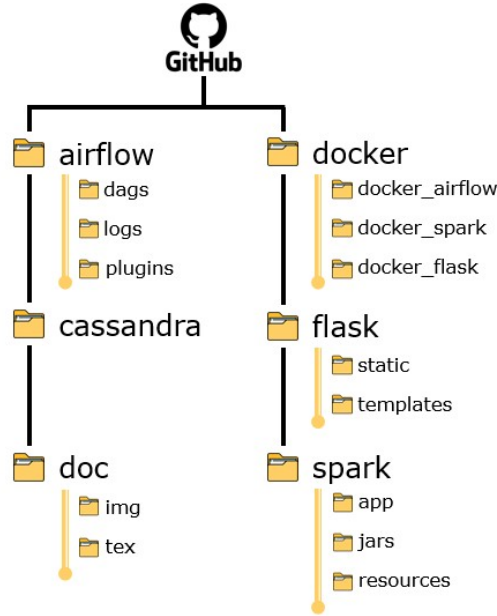 GitHub
airflow
dags
logs
plugins
cassandra
doc
img
tex
docker
docker_airflow
docker_spark
docker_flask
flask
static
templates
spark
app
jars
resources